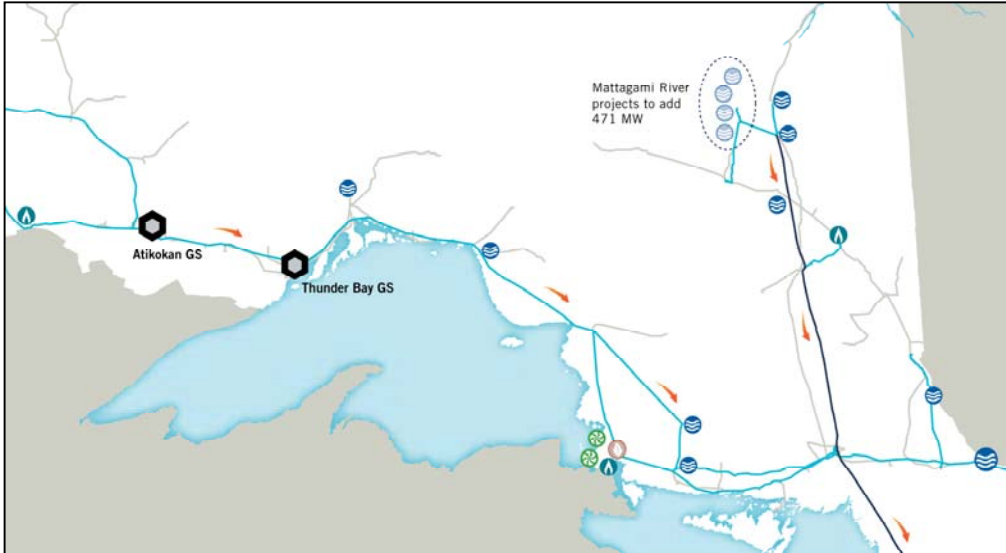 Mattagami River
projects to add
471 MW
Atikokan GS
Thunder Bay GS